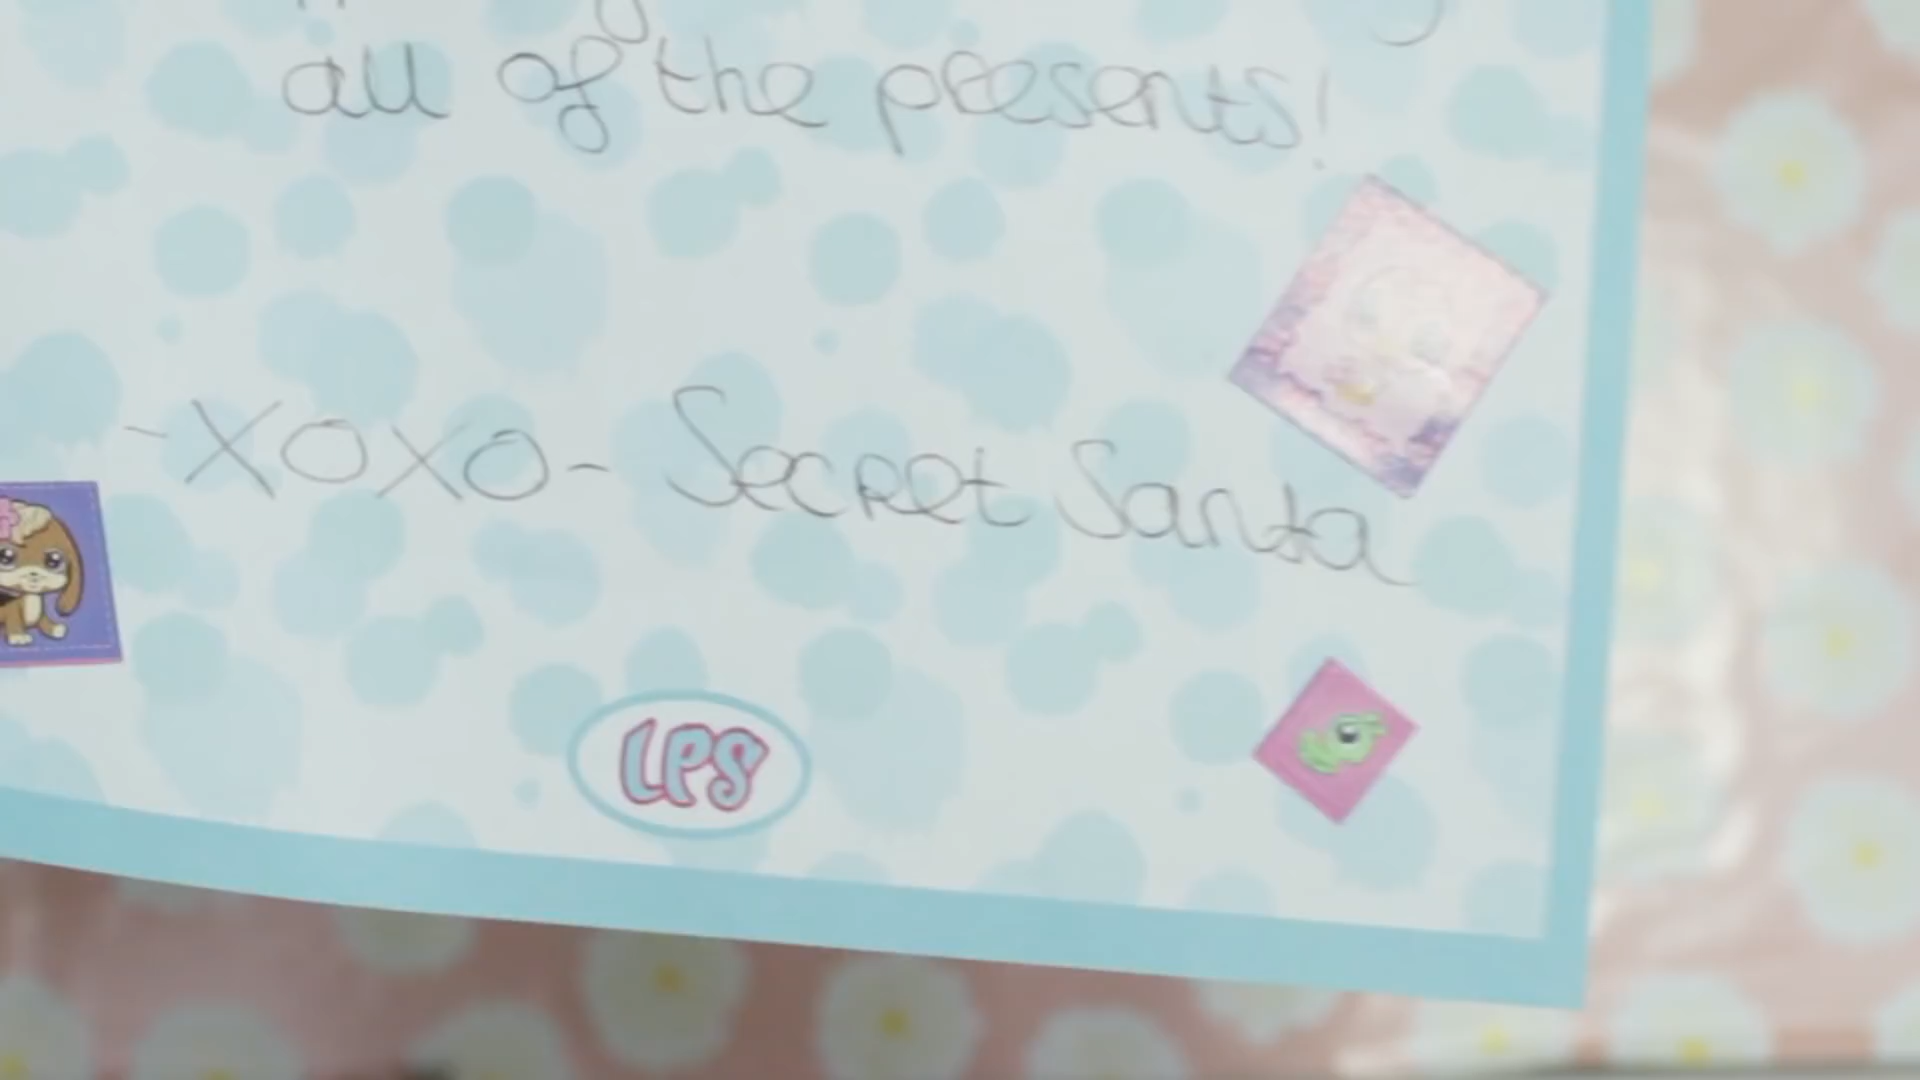 all of the presents!
-XOXO- Secret Santa
LPS